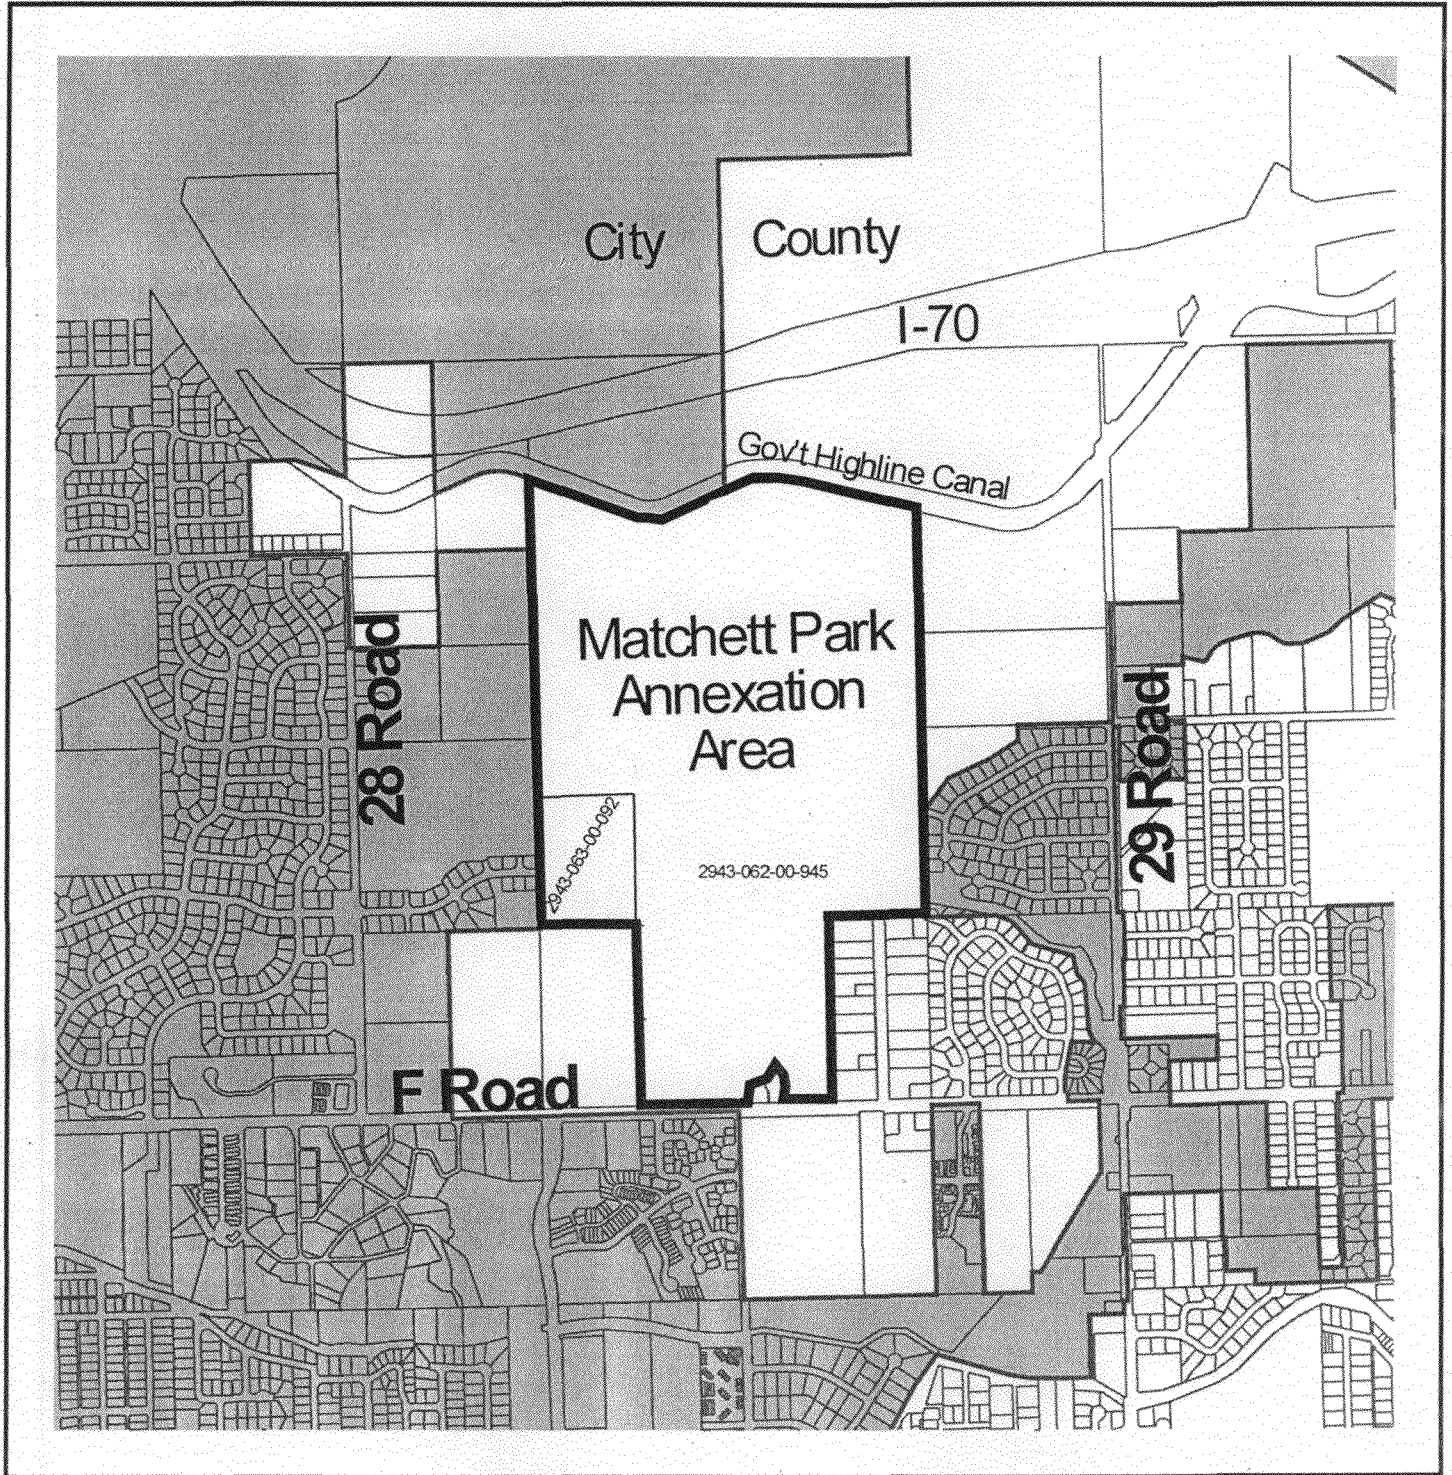 City
County
I-70
Gov't Highline Canal
Matchett Park
Annexation
Area
28 Road
29 Road
2943-063-00-092
2943-062-00-945
F Road